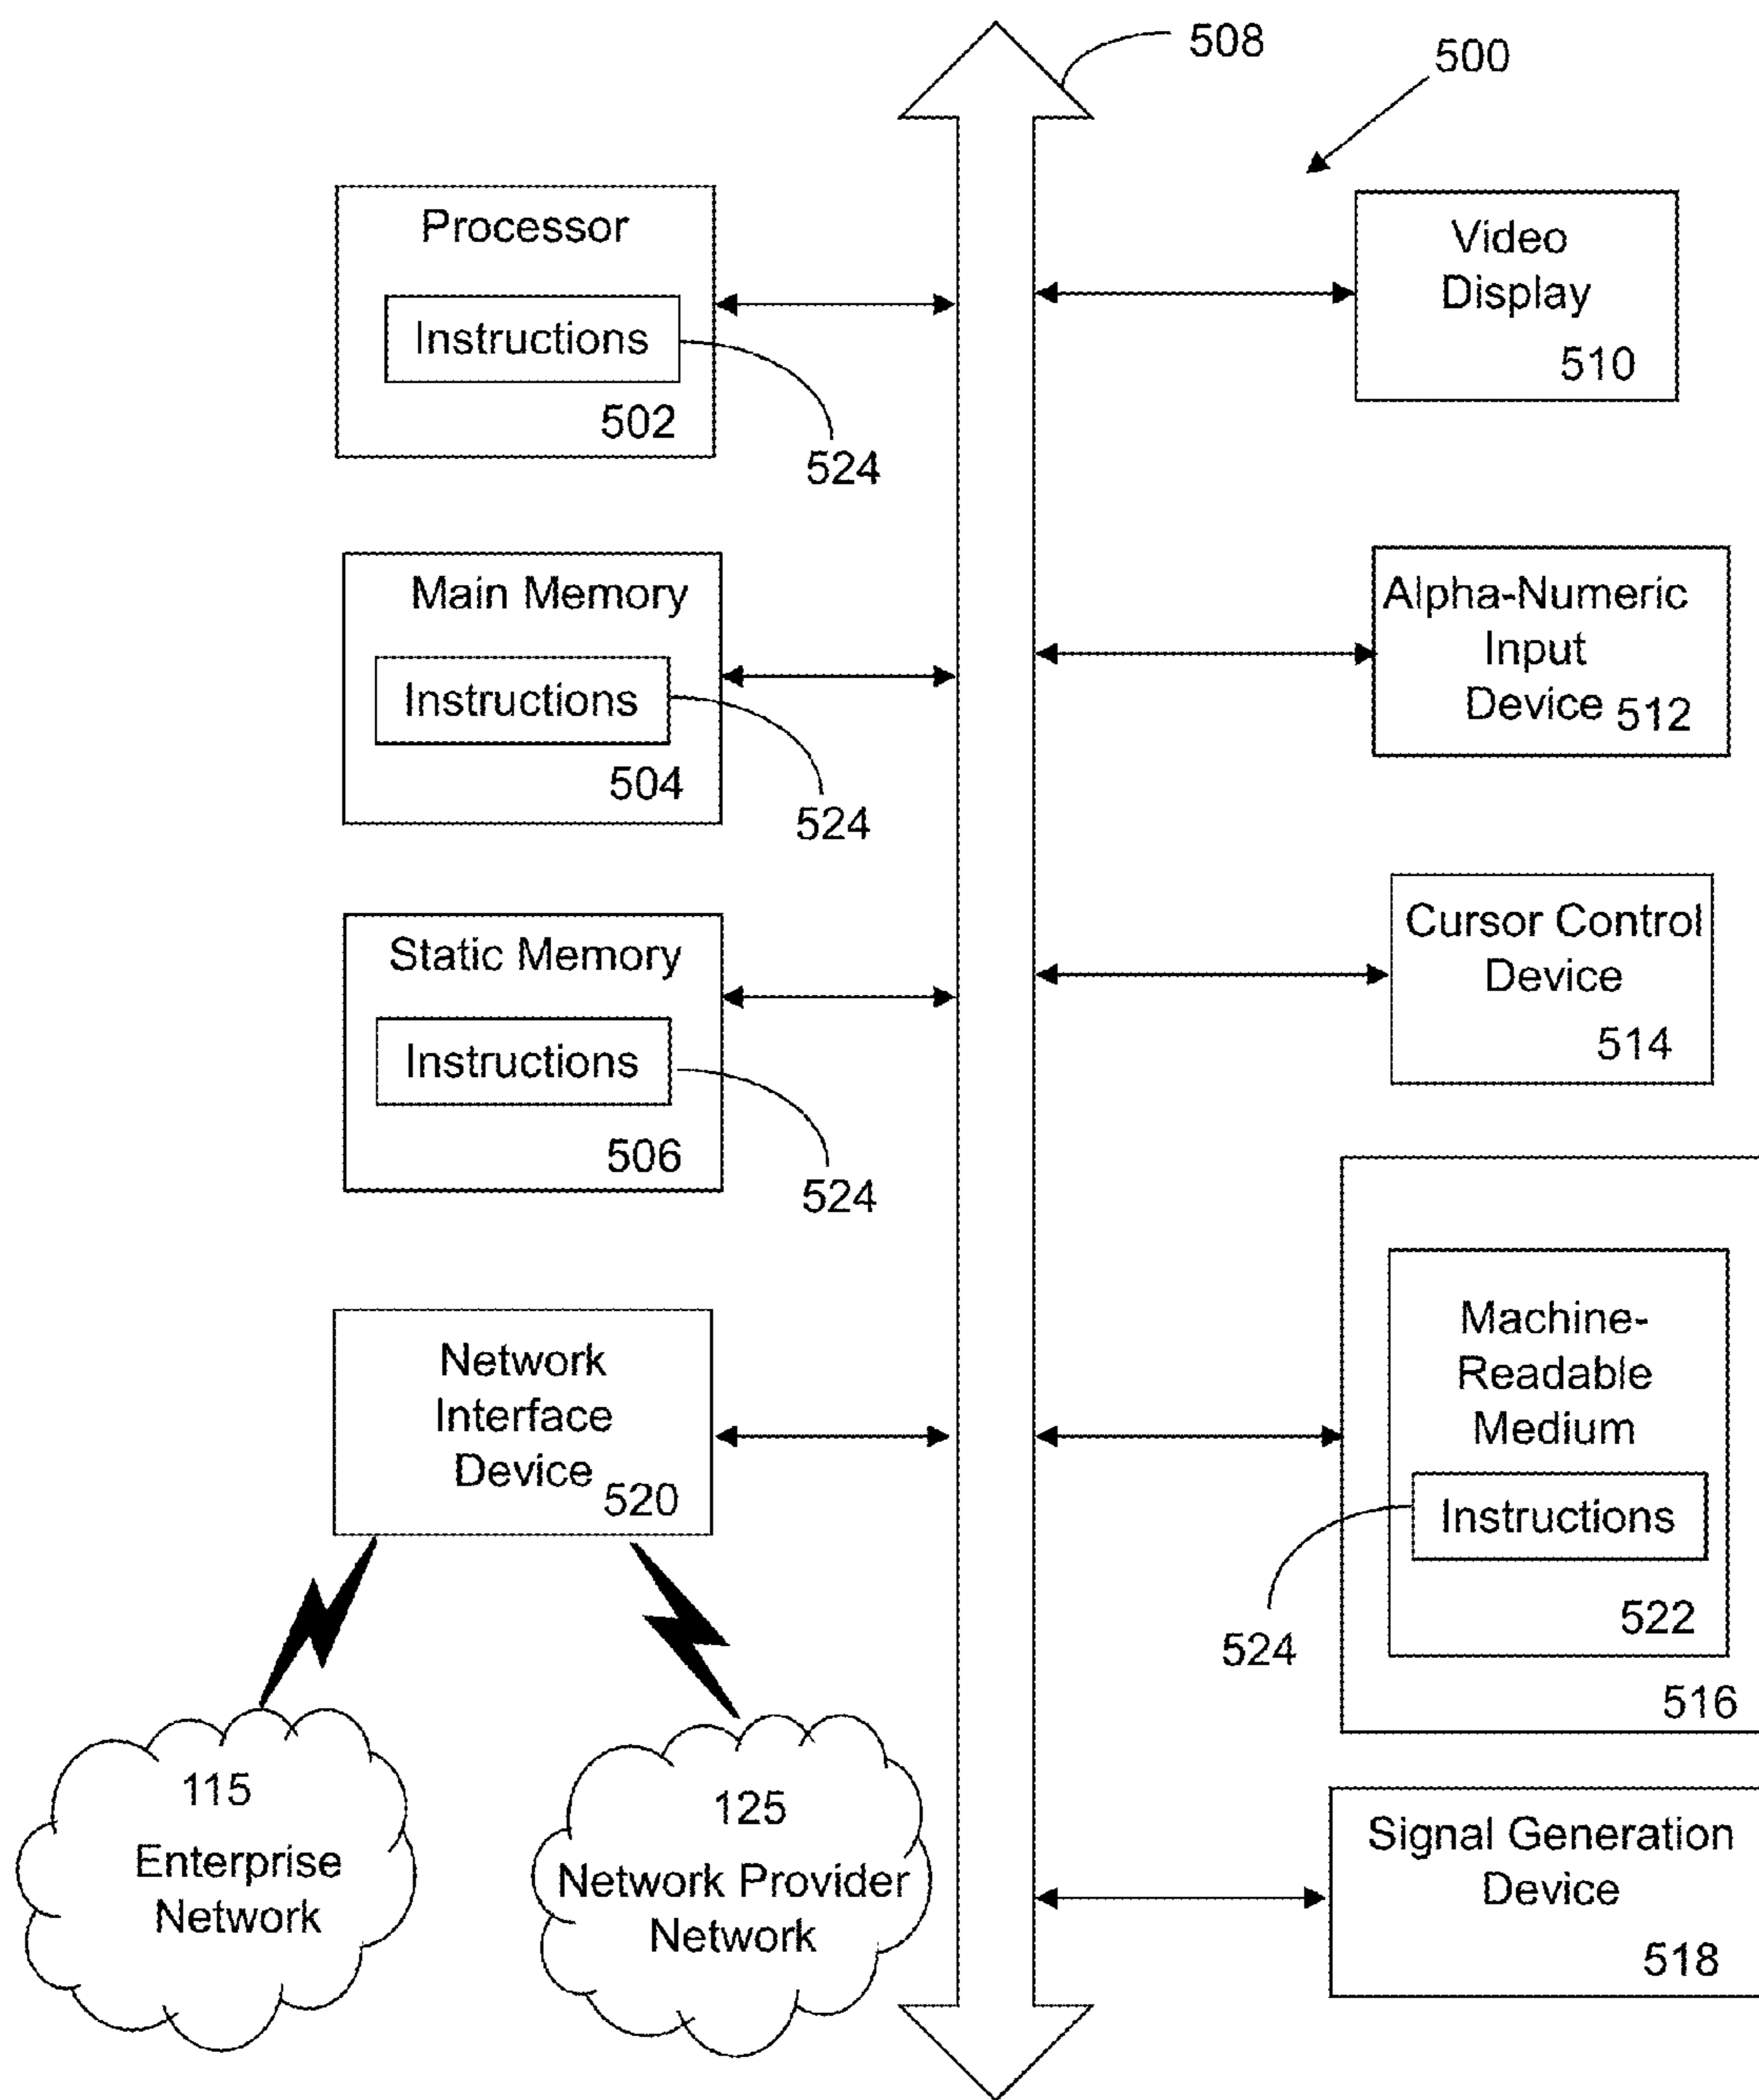 508
500
Processor
Instructions
502
524
Video
Display
510
Main Memory
Instructions
504
524
Alpha-Numeric
Input
Device 512
Static Memory
Instructions
506
524
Cursor Control
Device
514
Network
Interface
Device 520
Machine-
Readable
Medium
Instructions
522
524
516
115
Enterprise
Network
125
Network Provider
Network
Signal Generation
Device
518